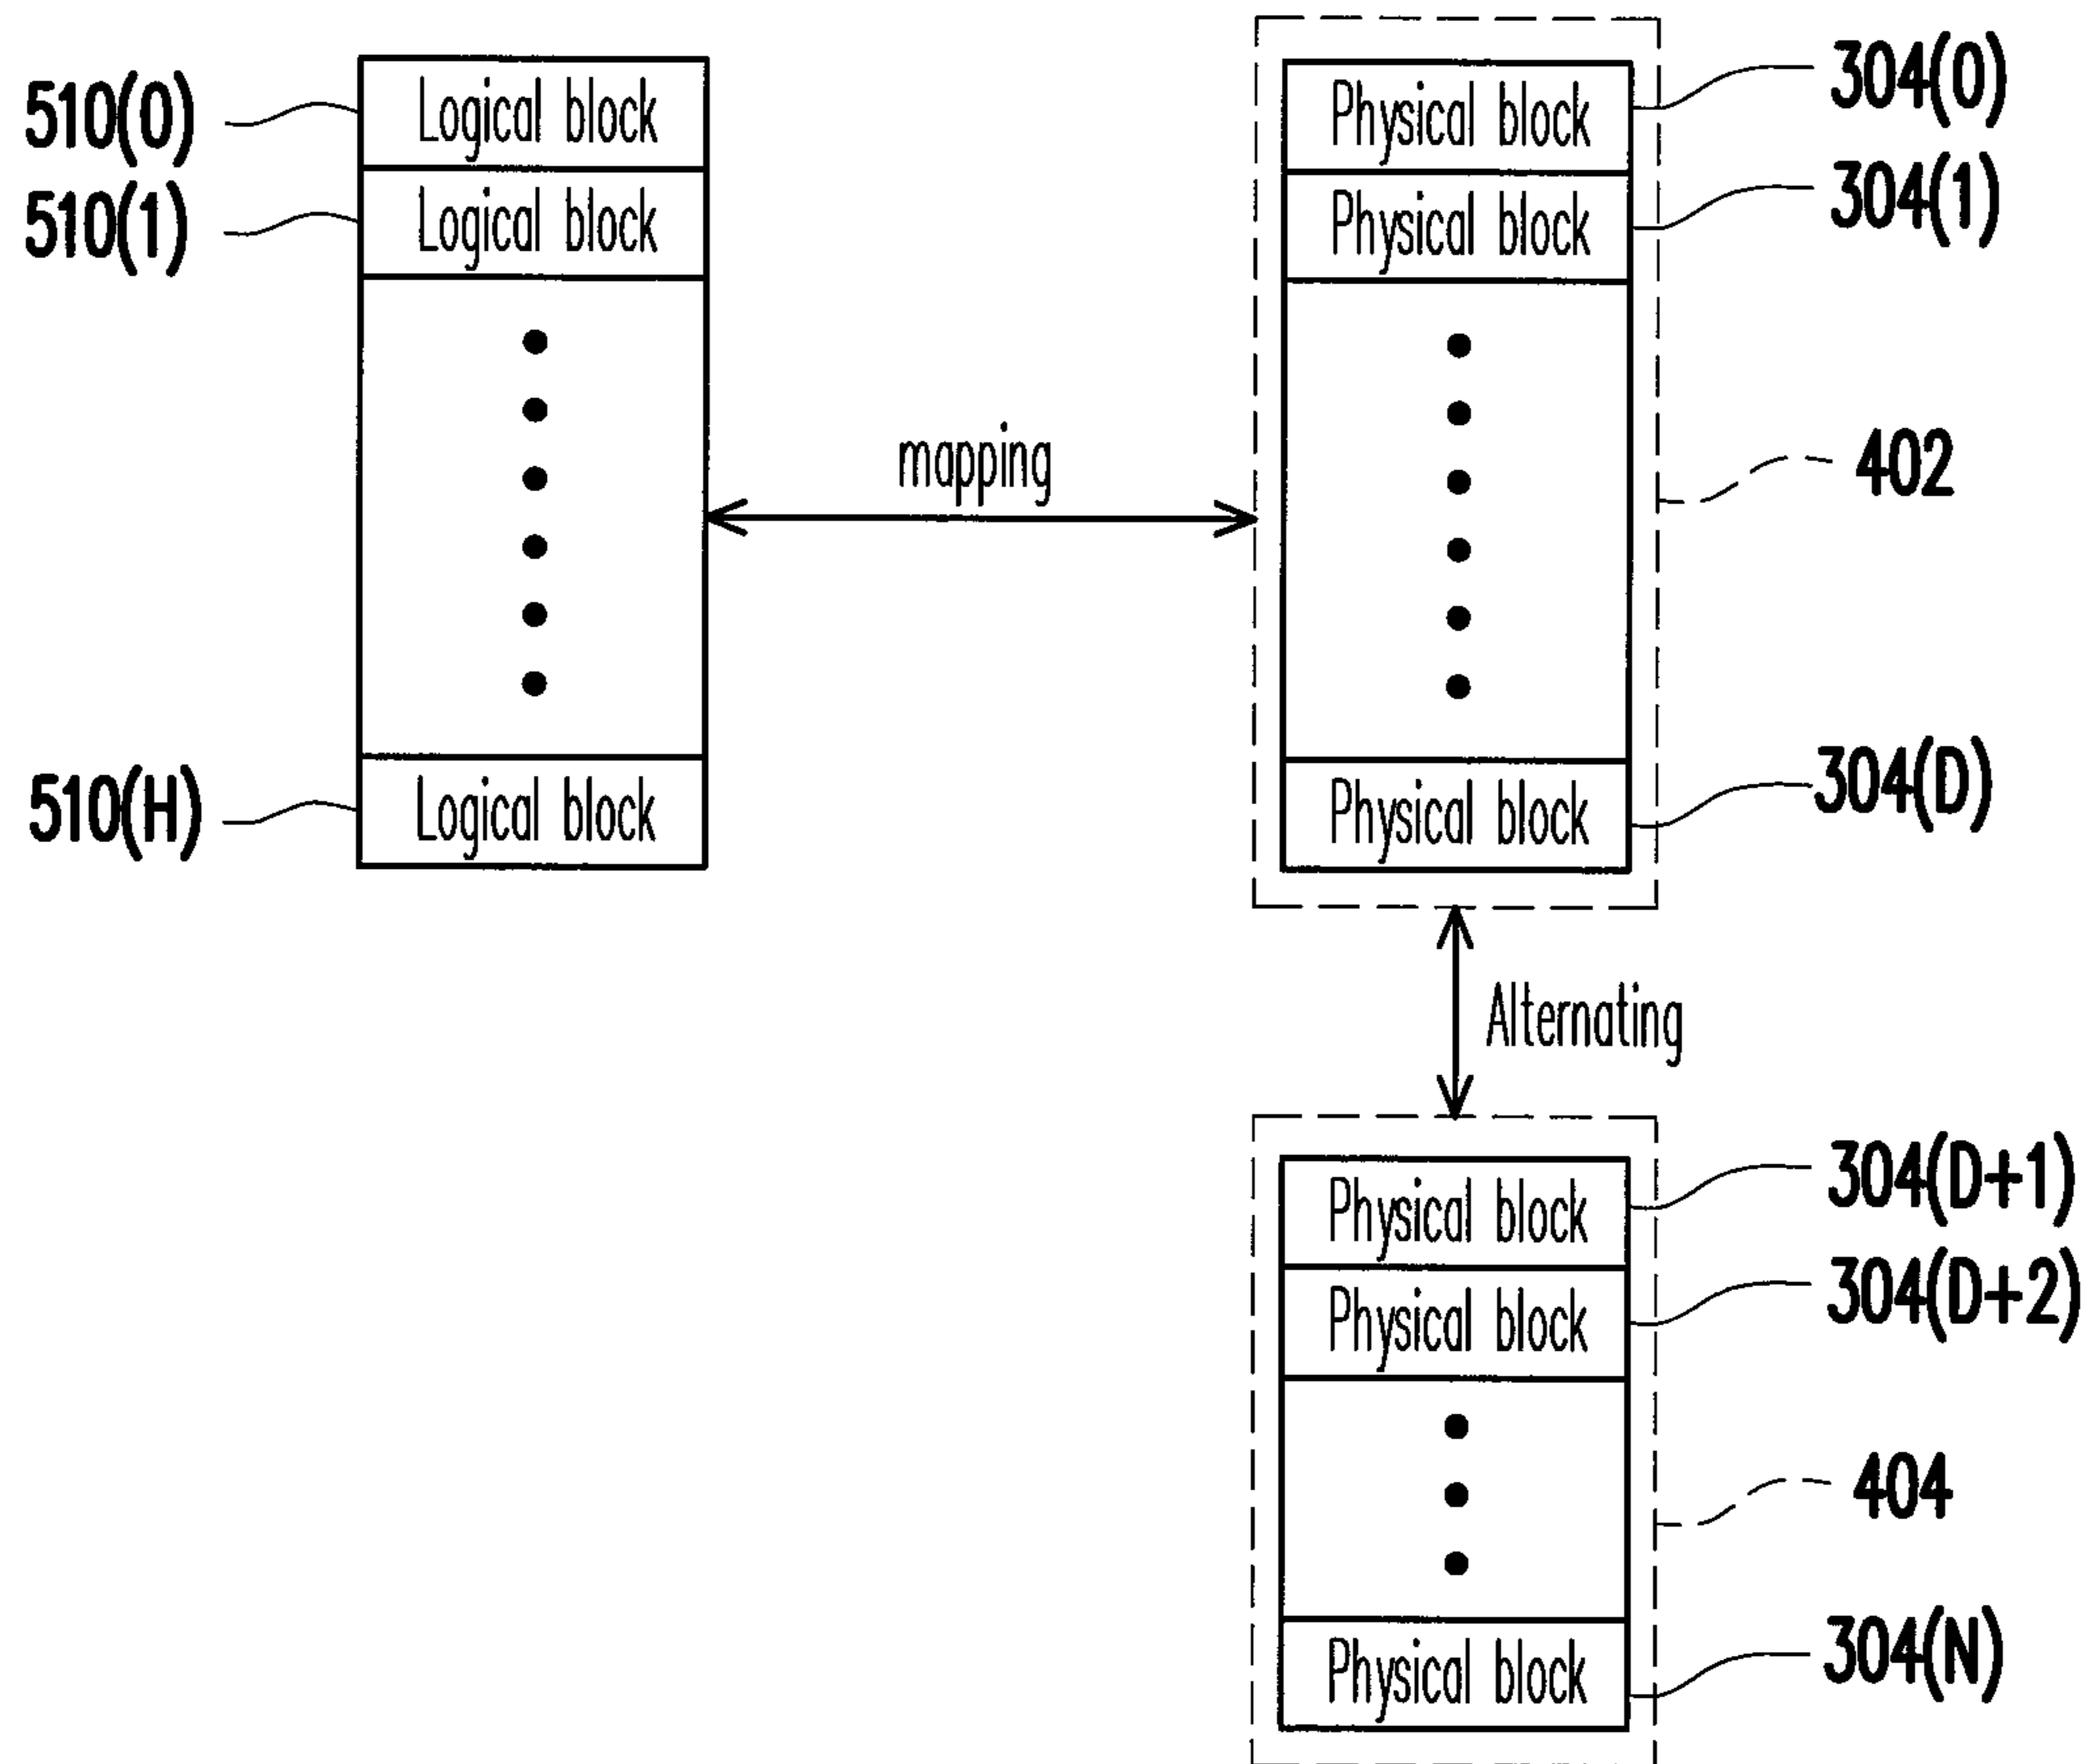 510(0)
Logical block
510(1)
Logical block
510(H)
Logical block
mapping
Physical block
304(0)
Physical block
304(1)
402
Physical block
304(D)
Alternating
Physical block
304(D+1)
Physical block
304(D+2)
404
Physical block
304(N)